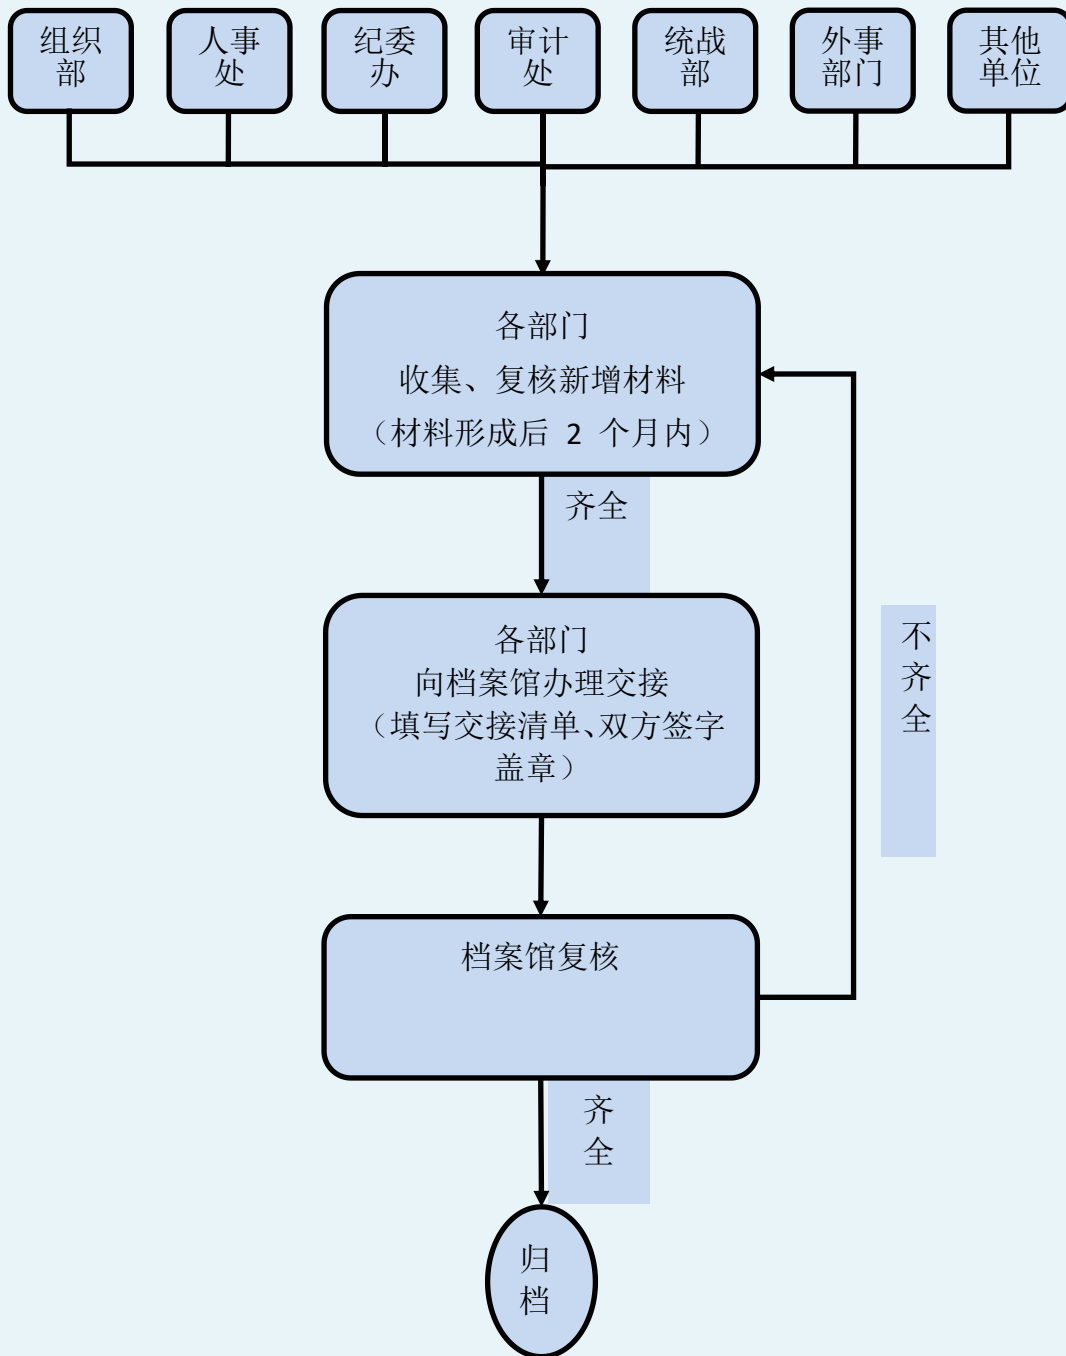 组织
部
人事
处
纪委
办
审计
处
统战
部
外事
部门
其他
单位
各部门
收集、复核新增材料
（材料形成后 2 个月内）
齐全
各部门
向档案馆办理交接
（填写交接清单、双方签字
盖章）
不
齐
全
档案馆复核
齐
全
归
档